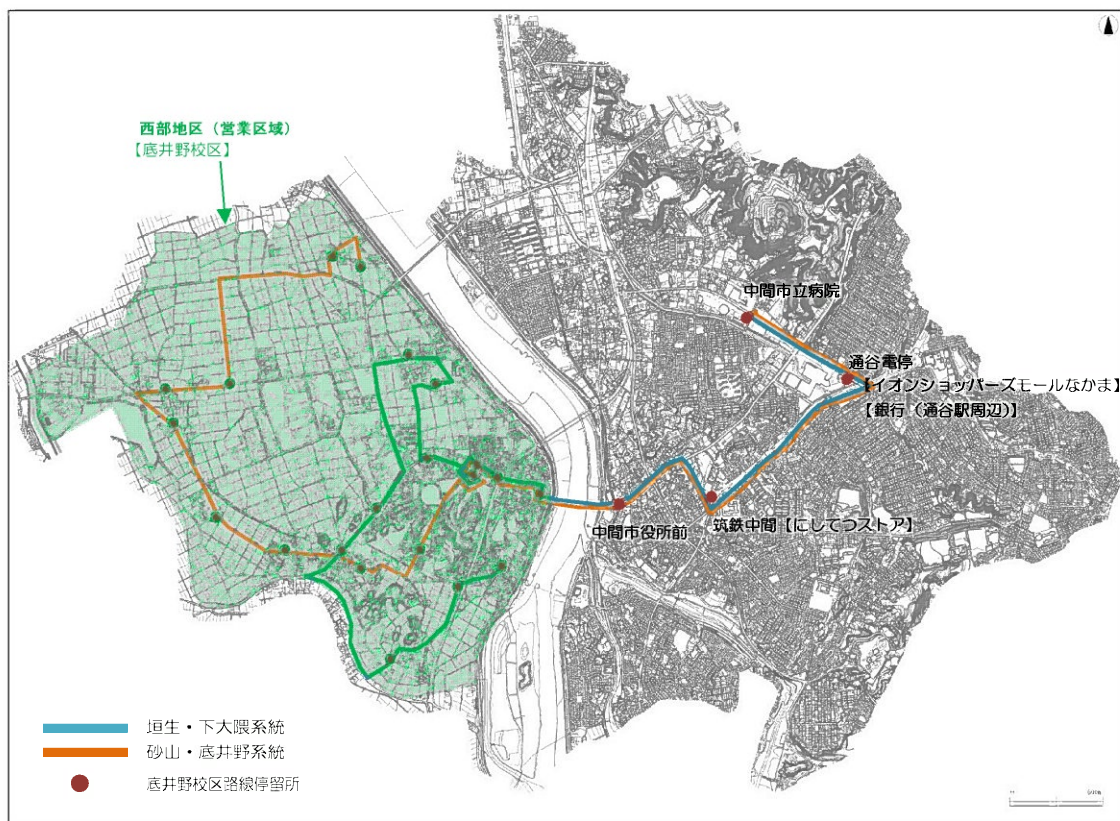 西部地区（営業区域）
【底井野校区】
中間市立病院
通谷電停
【イオンショッパーズモールなかま】
【銀行（通谷駅周辺）】
中間市役所前
筑鉄中間【にしてつストア】
垣生・下大隈系統
砂山・底井野系統
底井野校区路線停留所